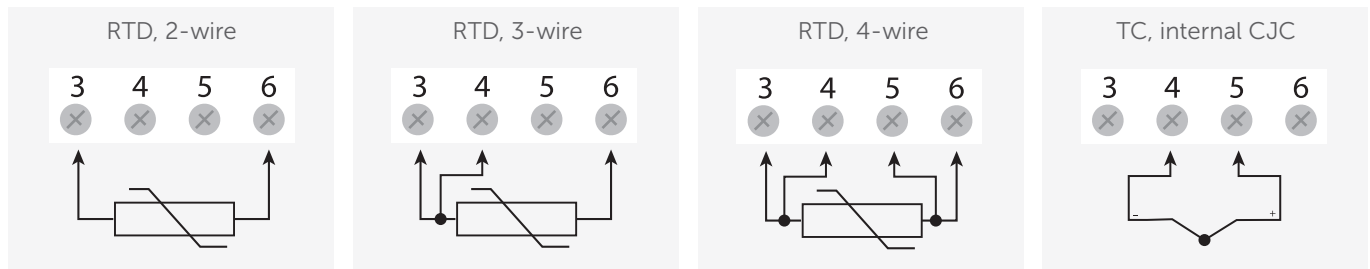 RTD, 2-wire
3 4 5 6
RTD, 3-wire
3 4 5 6
RTD, 4-wire
3 4 5 6
TC, internal CJC
3 4 5 6
- +